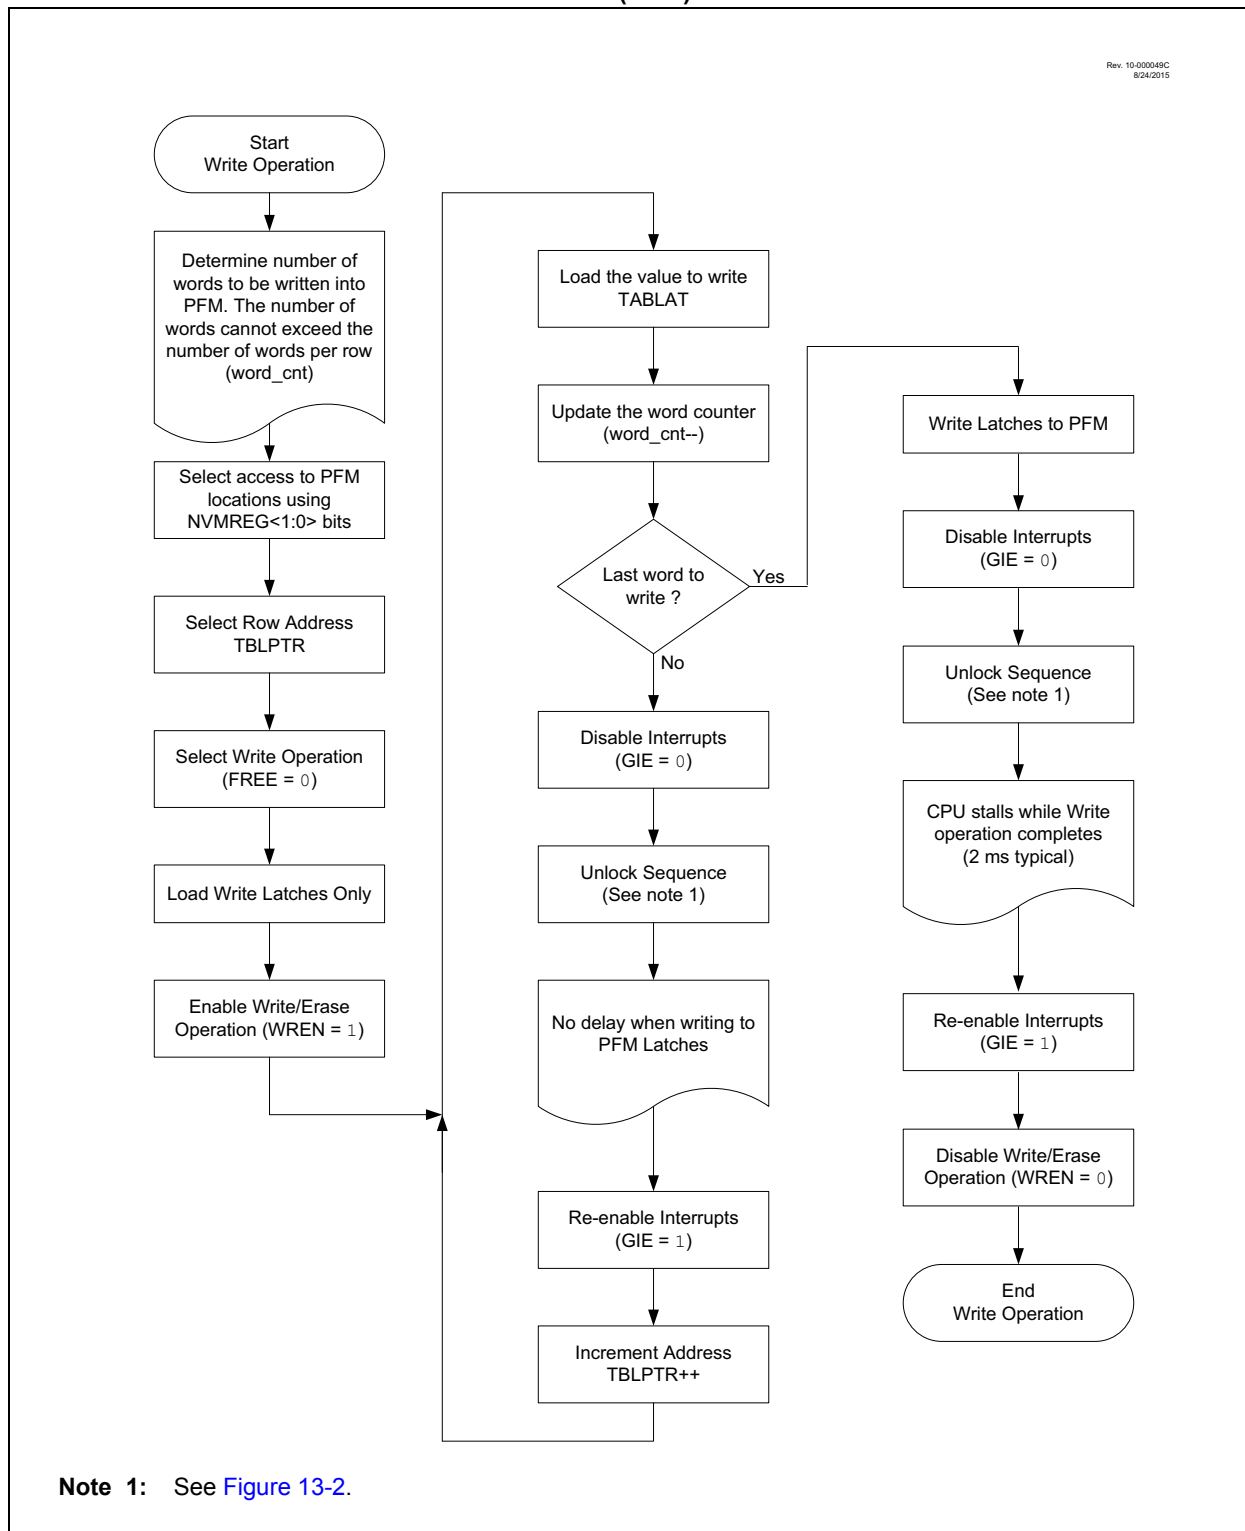 Rev. 10-000049C
8/24/2015
Start
Write Operation
Determine number of
words to be written into
PFM. The number of
words cannot exceed the
number of words per row
(word_cnt)
Select access to PFM
locations using
NVMREG<1:0> bits
Select Row Address
TBLPTR
Select Write Operation
(FREE = 0)
Load Write Latches Only
Enable Write/Erase
Operation (WREN = 1)
Load the value to write
TABLAT
Update the word counter
(word_cnt--)
Last word to
write ?
Yes
No
Disable Interrupts
(GIE = 0)
Unlock Sequence
(See note 1)
No delay when writing to
PFM Latches
Re-enable Interrupts
(GIE = 1)
Increment Address
TBLPTR++
Write Latches to PFM
Disable Interrupts
(GIE = 0)
Unlock Sequence
(See note 1)
CPU stalls while Write
operation completes
(2 ms typical)
Re-enable Interrupts
(GIE = 1)
Disable Write/Erase
Operation (WREN = 0)
End
Write Operation
Note 1: See Figure 13-2.